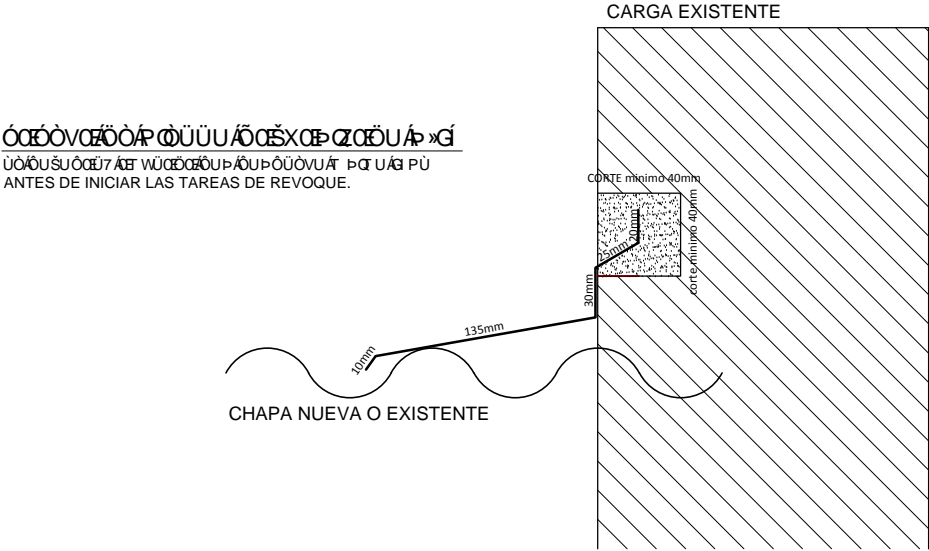 CARGA EXISTENTE
ANTES DE INICIAR LAS TAREAS DE REVOQUE.
CORTE minimo 40mm
corte minimo 40mm
20mm
25mm
30mm
135mm
10mm
CHAPA NUEVA O EXISTENTE